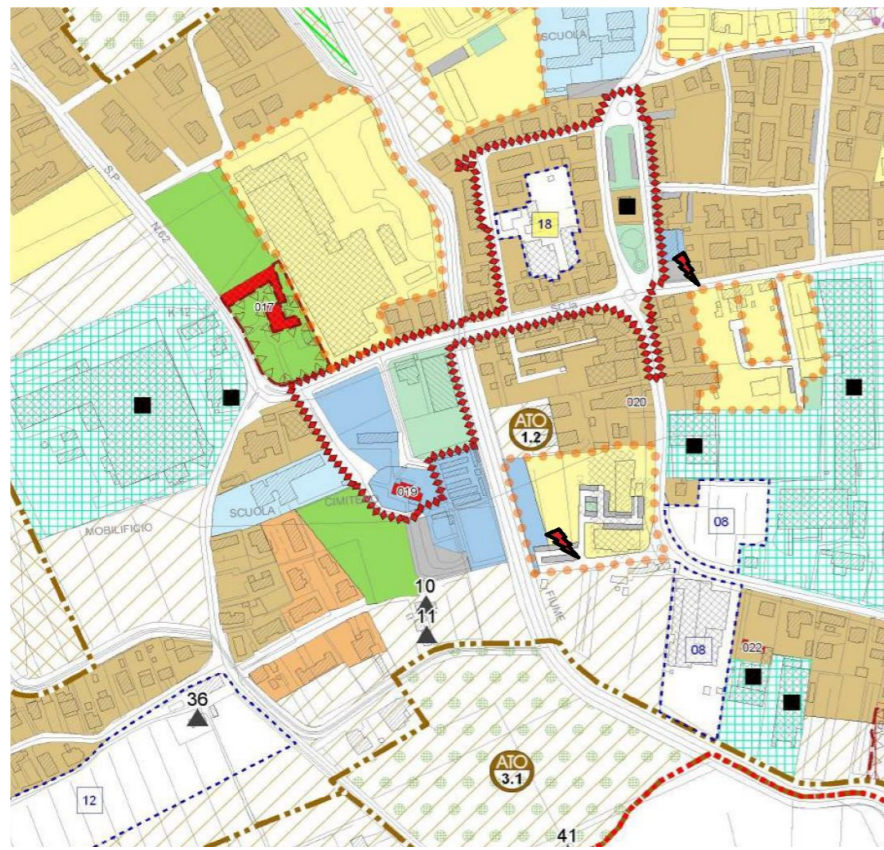 SCUOLA
S.P.
N.62
18
017
020
ATO
1.2
019
SCUOLA
CIMITERO
MOBILIFICIO
08
10
11
FIUME
08
022
36
ATO
3.1
12
41